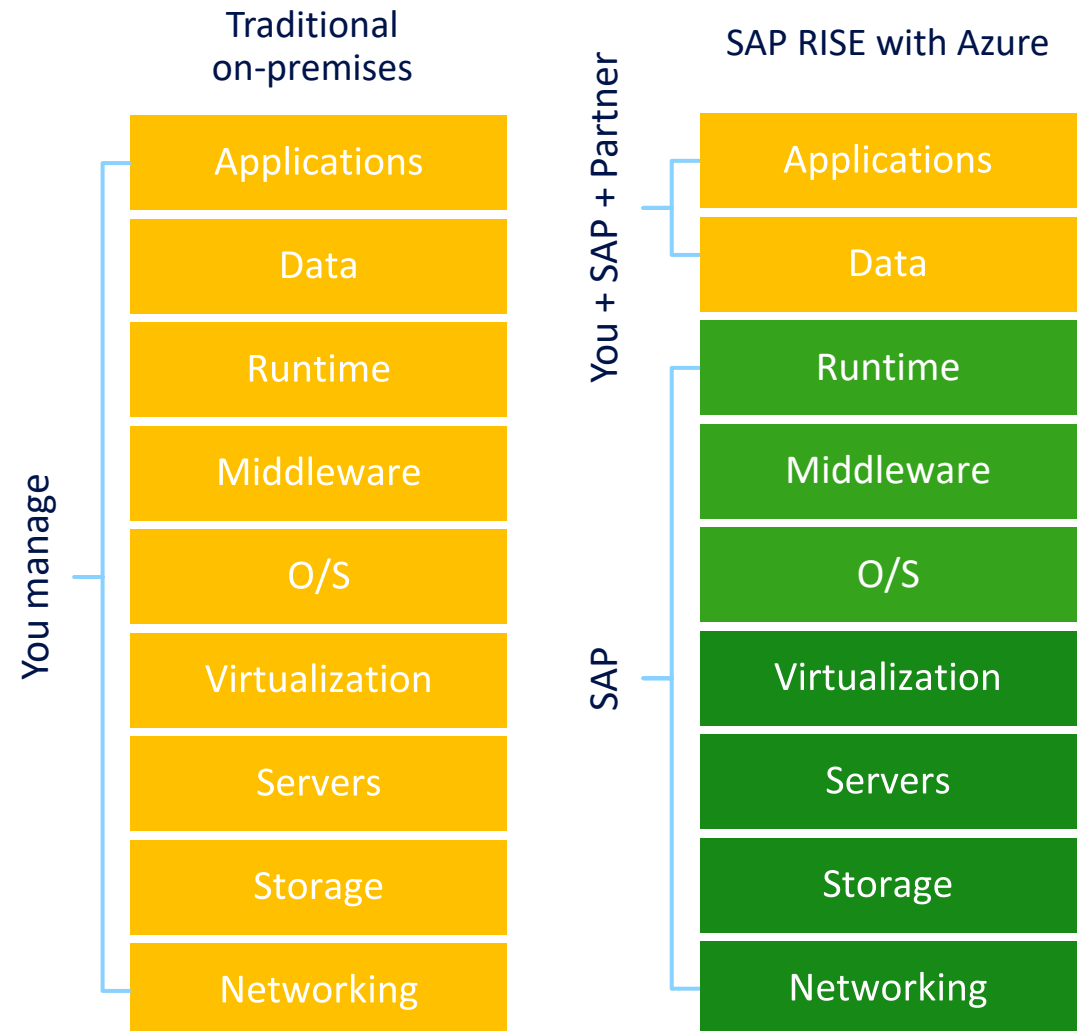 Traditional
on-premises
You manage
Applications
Data
Runtime
Middleware
O/S
Virtualization
Servers
Storage
Networking
SAP RISE with Azure
You + SAP + Partner
Applications
Data
SAP
Runtime
Middleware
O/S
Virtualization
Servers
Storage
Networking